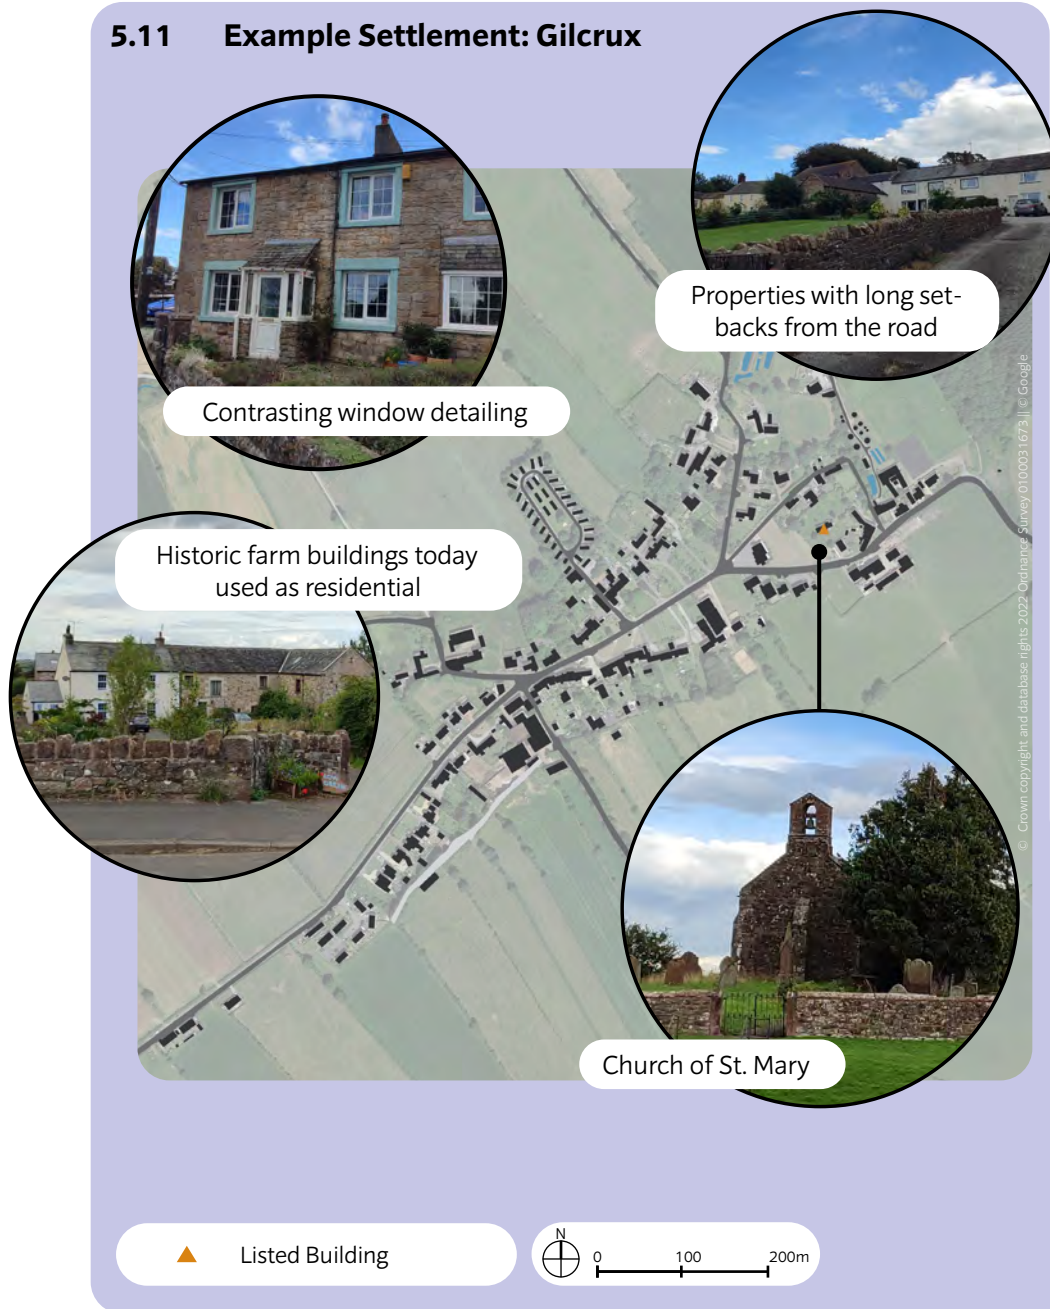 5.11 Example Settlement: Gilcrux
Properties with long set-
backs from the road
Contrasting window detailing
Historic farm buildings today
used as residential
Church of St. Mary
© Crown copyright and database rights 2022 Ordnance Survey 0100031673 || © Google
Listed Building
N
0 100 200m